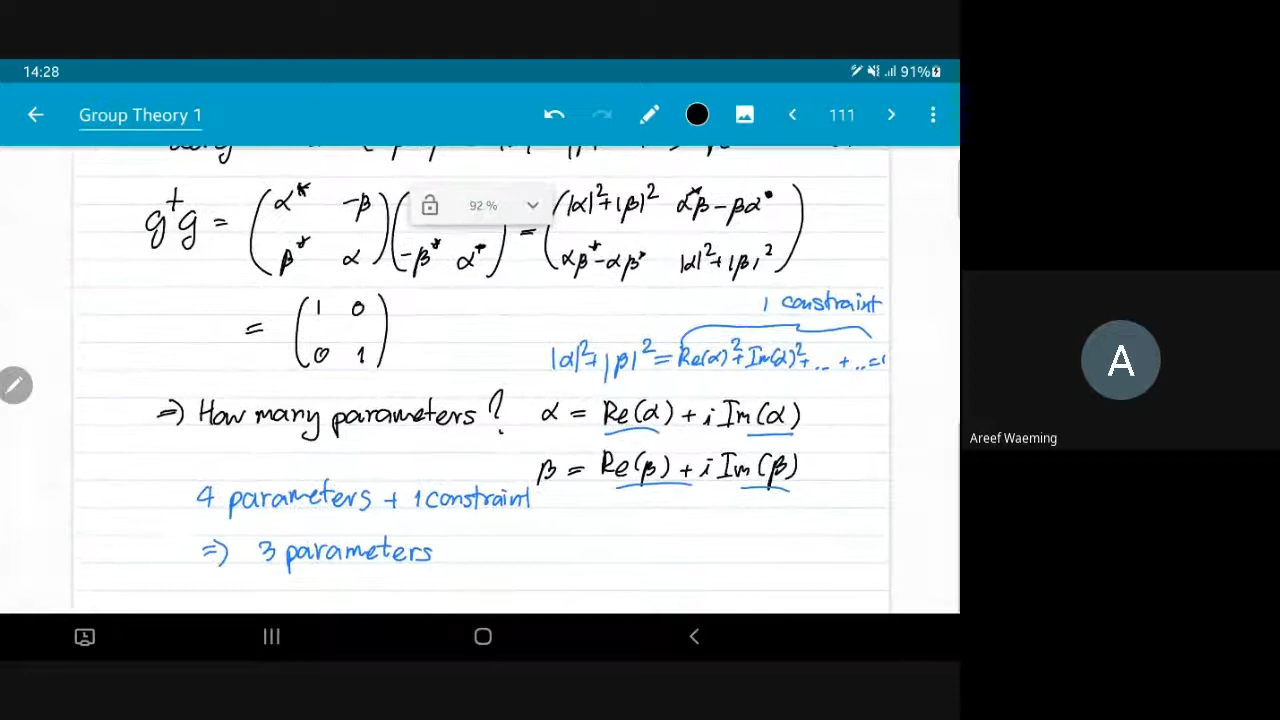 14:28 91%
Group Theory 1 111
g†g = (α* -β; β* α)( -β* α*) = (|α|²+|β|² α*β-βα*; αβ*-αβ* |α|²+|β|²)
92 %
= (1 0; 0 1)
1 constraint
|α|²+|β|² = Re(α)²+Im(α)²+..+..=1
⇒ How many parameters? α = Re(α) + i Im(α)
β = Re(β) + i Im(β)
4 parameters + 1 constraint
⇒ 3 parameters
A
Areef Waeming